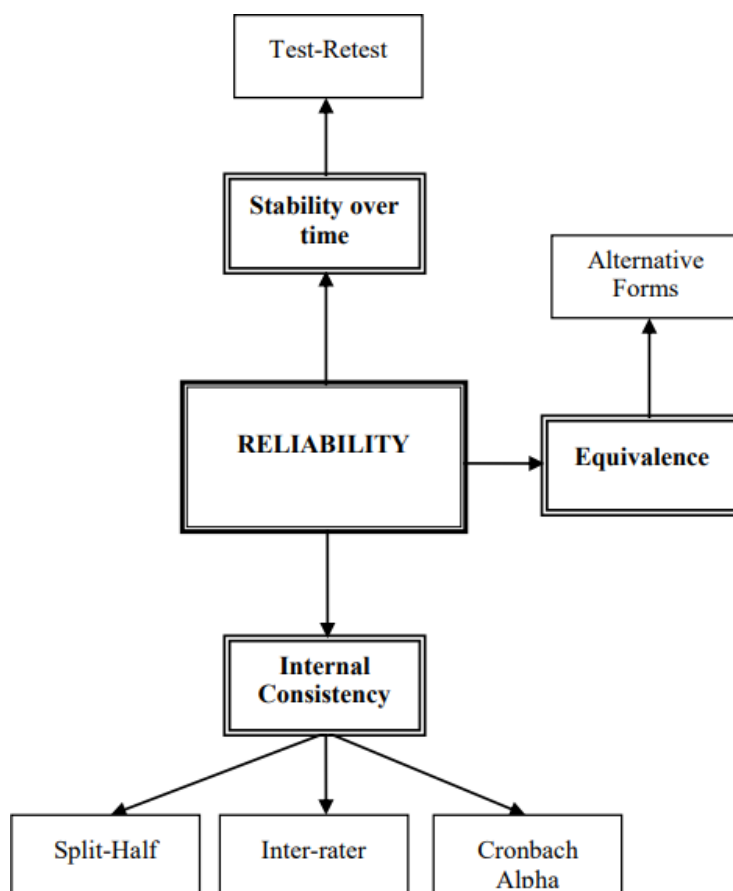 Test-Retest
Stability over
time
Alternative
Forms
RELIABILITY
Equivalence
Internal
Consistency
Split-Half
Inter-rater
Cronbach
Alpha